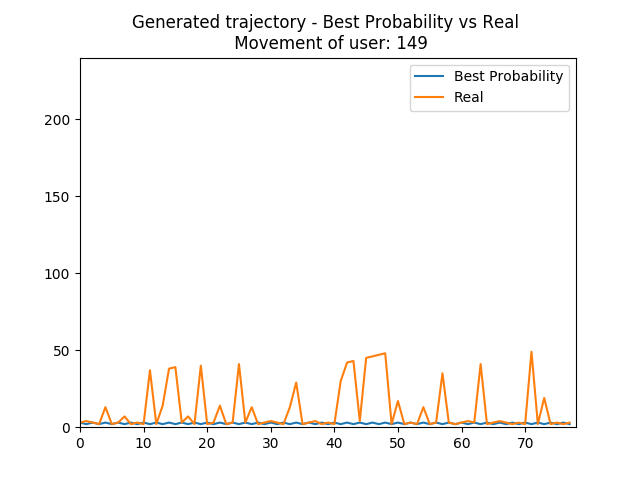 Generated trajectory - Best Probability vs Real
Movement of user: 149
Best Probability
Real
200
150
100
50
0
0 10 20 30 40 50 60 70